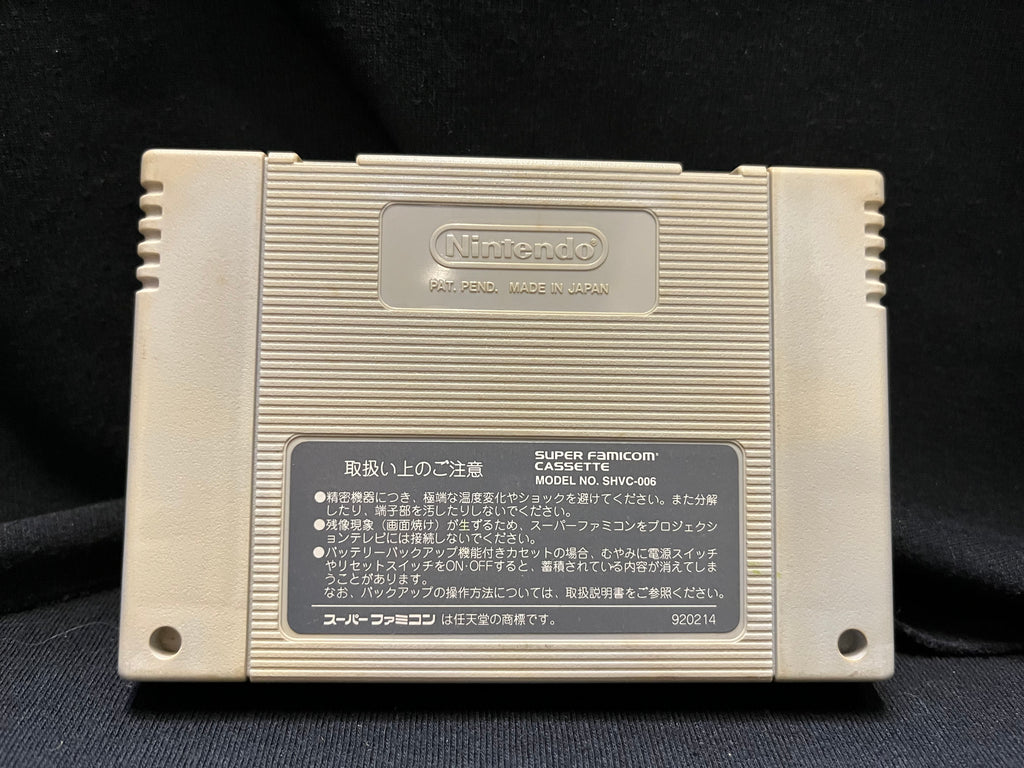 Nintendo®
PAT. PEND. MADE IN JAPAN
取扱い上のご注意
SUPER FAMICOM®
CASSETTE
MODEL NO. SHVC-006
●精密機器につき、極端な温度変化やショックを避けてください。また分解
したり、端子部を汚したりしないでください。
●残像現象（画面焼け）が生ずるため、スーパーファミコンをプロジェクシ
ョンテレビには接続しないでください。
●バッテリーバックアップ機能付きカセットの場合、むやみに電源スイッチ
やリセットスイッチをON·OFFすると、蓄積されている内容が消えてしま
うことがあります。
なお、バックアップの操作方法については、取扱説明書をご参照ください。
スーパーファミコン は任天堂の商標です。 920214